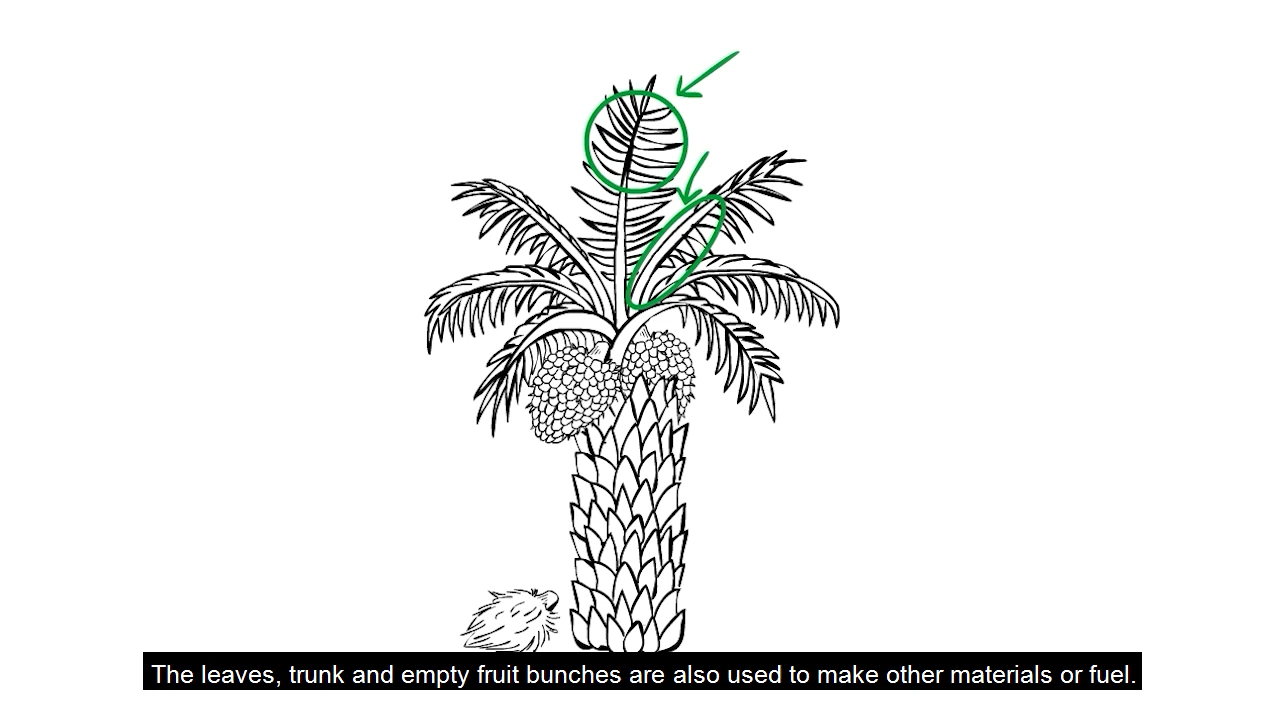 The leaves, trunk and empty fruit bunches are also used to make other materials or fuel.